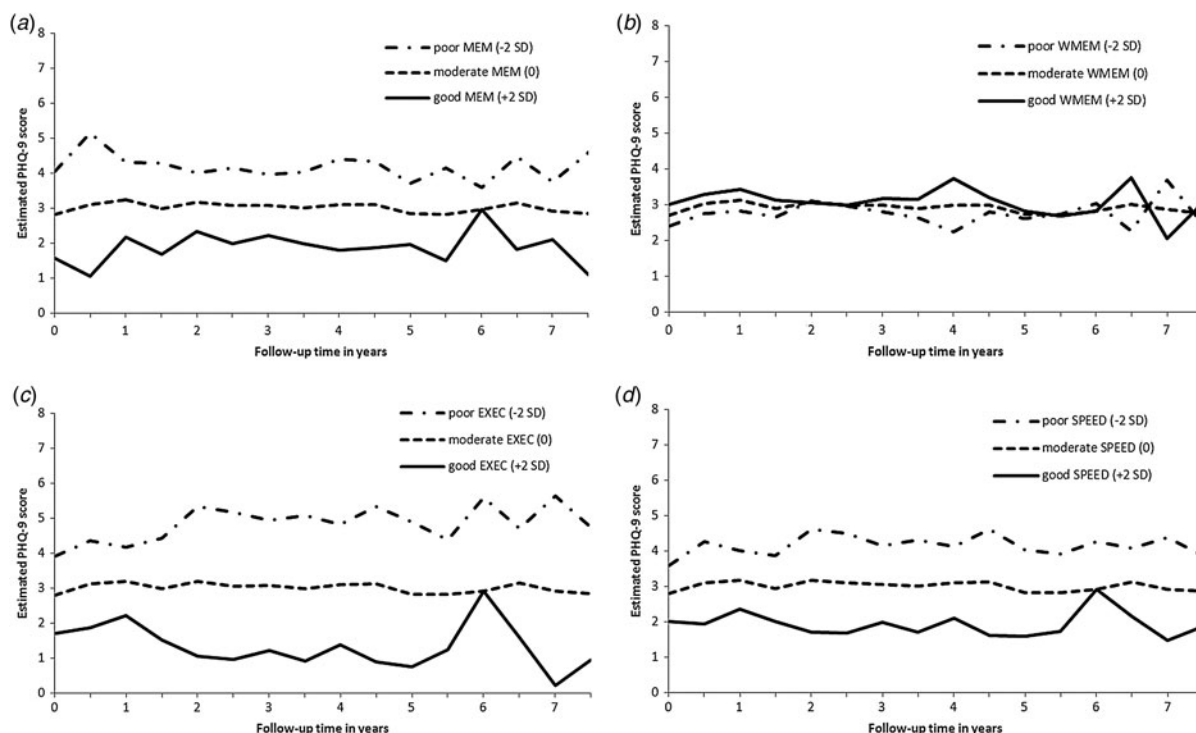 (a)
8
7
6
5
4
3
2
1
0
Estimated PHQ-9 score
poor MEM (-2 SD)
moderate MEM (0)
good MEM (+2 SD)
0 1 2 3 4 5 6 7
Follow-up time in years
(b)
8
7
6
5
4
3
2
1
0
Estimated PHQ-9 score
poor WMEM (-2 SD)
moderate WMEM (0)
good WMEM (+2 SD)
0 1 2 3 4 5 6 7
Follow-up time in years
(c)
8
7
6
5
4
3
2
1
0
Estimated PHQ-9 score
poor EXEC (-2 SD)
moderate EXEC (0)
good EXEC (+2 SD)
0 1 2 3 4 5 6 7
Follow-up time in years
(d)
8
7
6
5
4
3
2
1
0
Estimated PHQ-9 score
poor SPEED (-2 SD)
moderate SPEED (0)
good SPEED (+2 SD)
0 1 2 3 4 5 6 7
Follow-up time in years